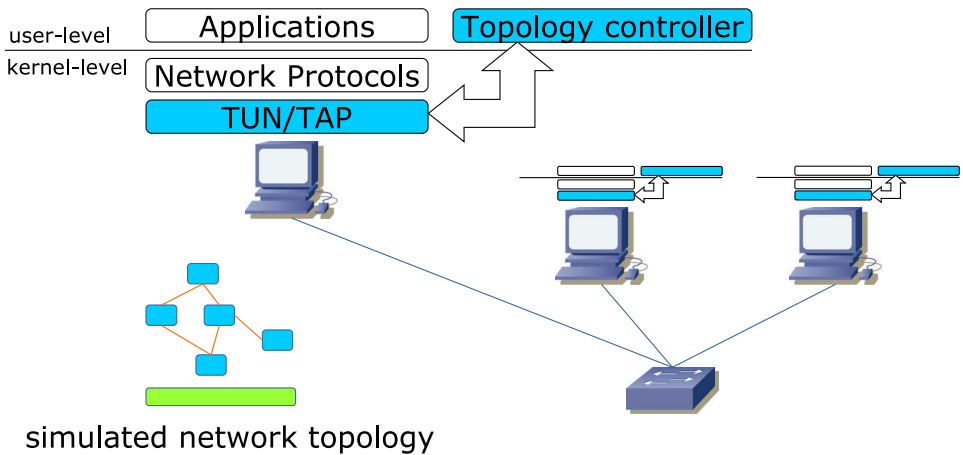 user-level
Applications
Topology controller
kernel-level
Network Protocols
TUN/TAP
simulated network topology